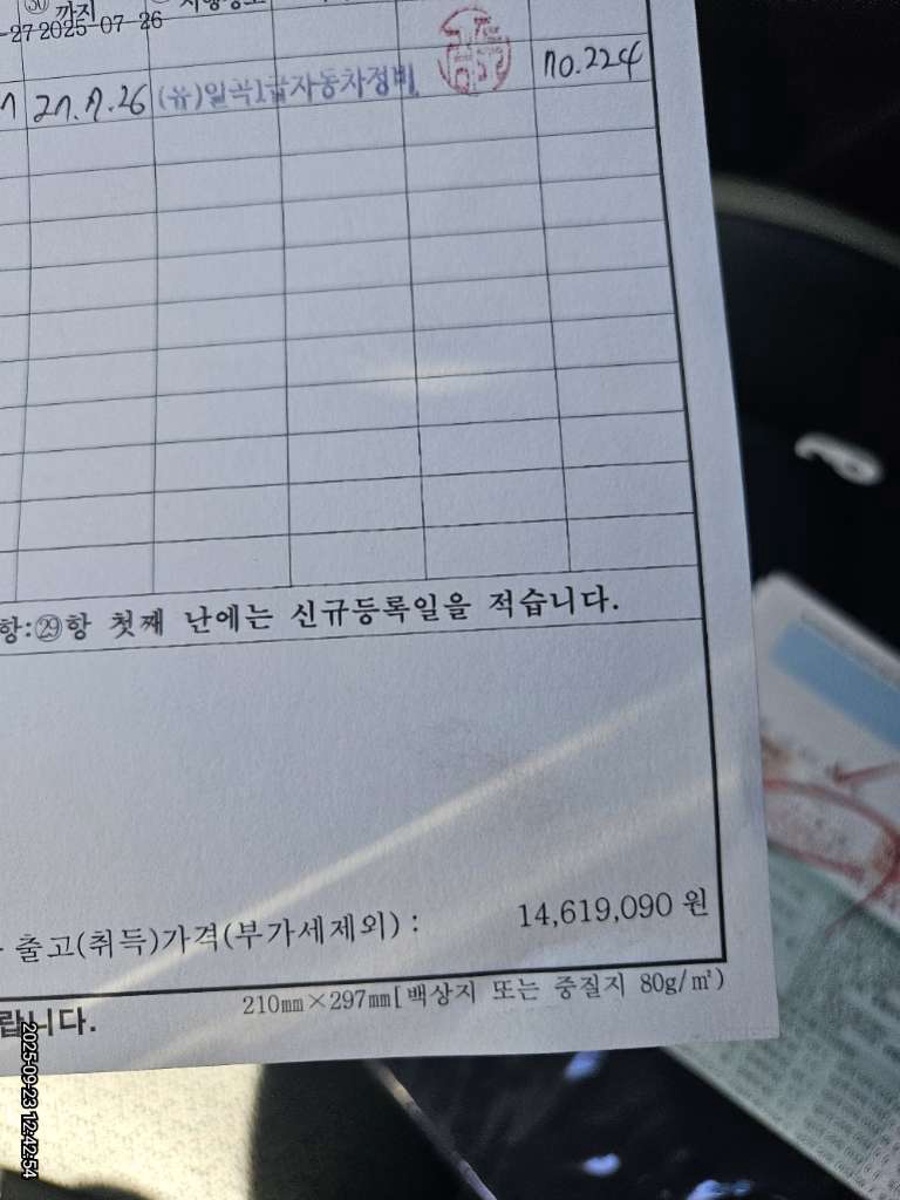 ㉚ 까지
-27 2025-07-26
27.7.26 (유)일곡1급자동차정비 no.224
항:㉙항 첫째 난에는 신규등록일을 적습니다.
출고(취득)가격(부가세제외) : 14,619,090 원
210㎜×297㎜[백상지 또는 중질지 80g/㎡)
랍니다.
2025-09-23 12:42:54